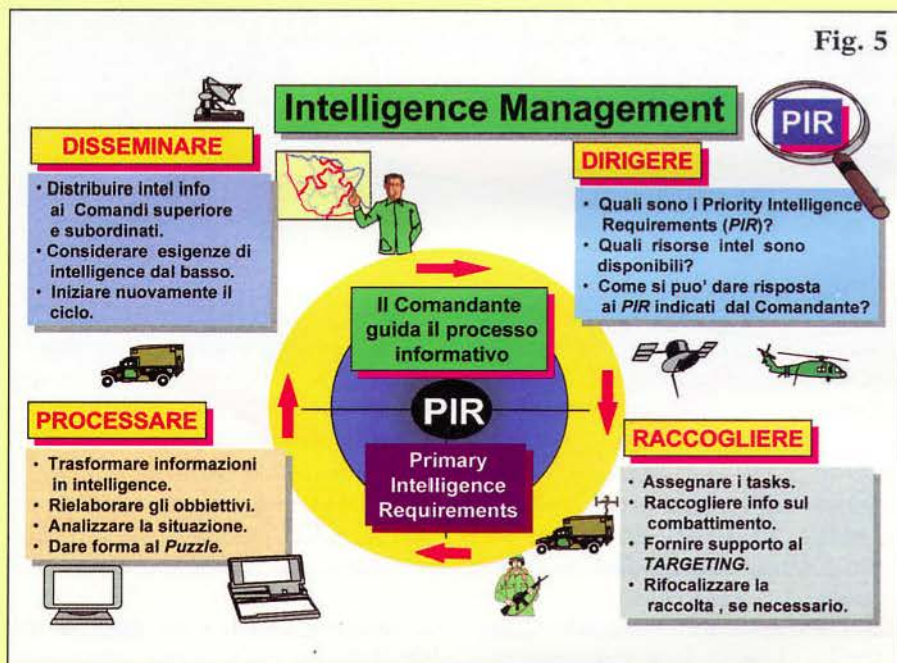 Fig. 5
Intelligence Management
PIR
DISSEMINARE
• Distribuire intel info
ai Comandi superiore
e subordinati.
• Considerare esigenze di
intelligence dal basso.
• Iniziare nuovamente il
ciclo.
DIRIGERE
• Quali sono i Priority Intelligence
Requirements (PIR)?
• Quali risorse intel sono
disponibili?
• Come si puo' dare risposta
ai PIR indicati dal Comandante?
Il Comandante
guida il processo
informativo
PIR
Primary
Intelligence
Requirements
PROCESSARE
• Trasformare informazioni
in intelligence.
• Rielaborare gli obbiettivi.
• Analizzare la situazione.
• Dare forma al Puzzle.
RACCOGLIERE
• Assegnare i tasks.
• Raccogliere info sul
combattimento.
• Fornire supporto al
TARGETING.
• Rifocalizzare la
raccolta , se necessario.